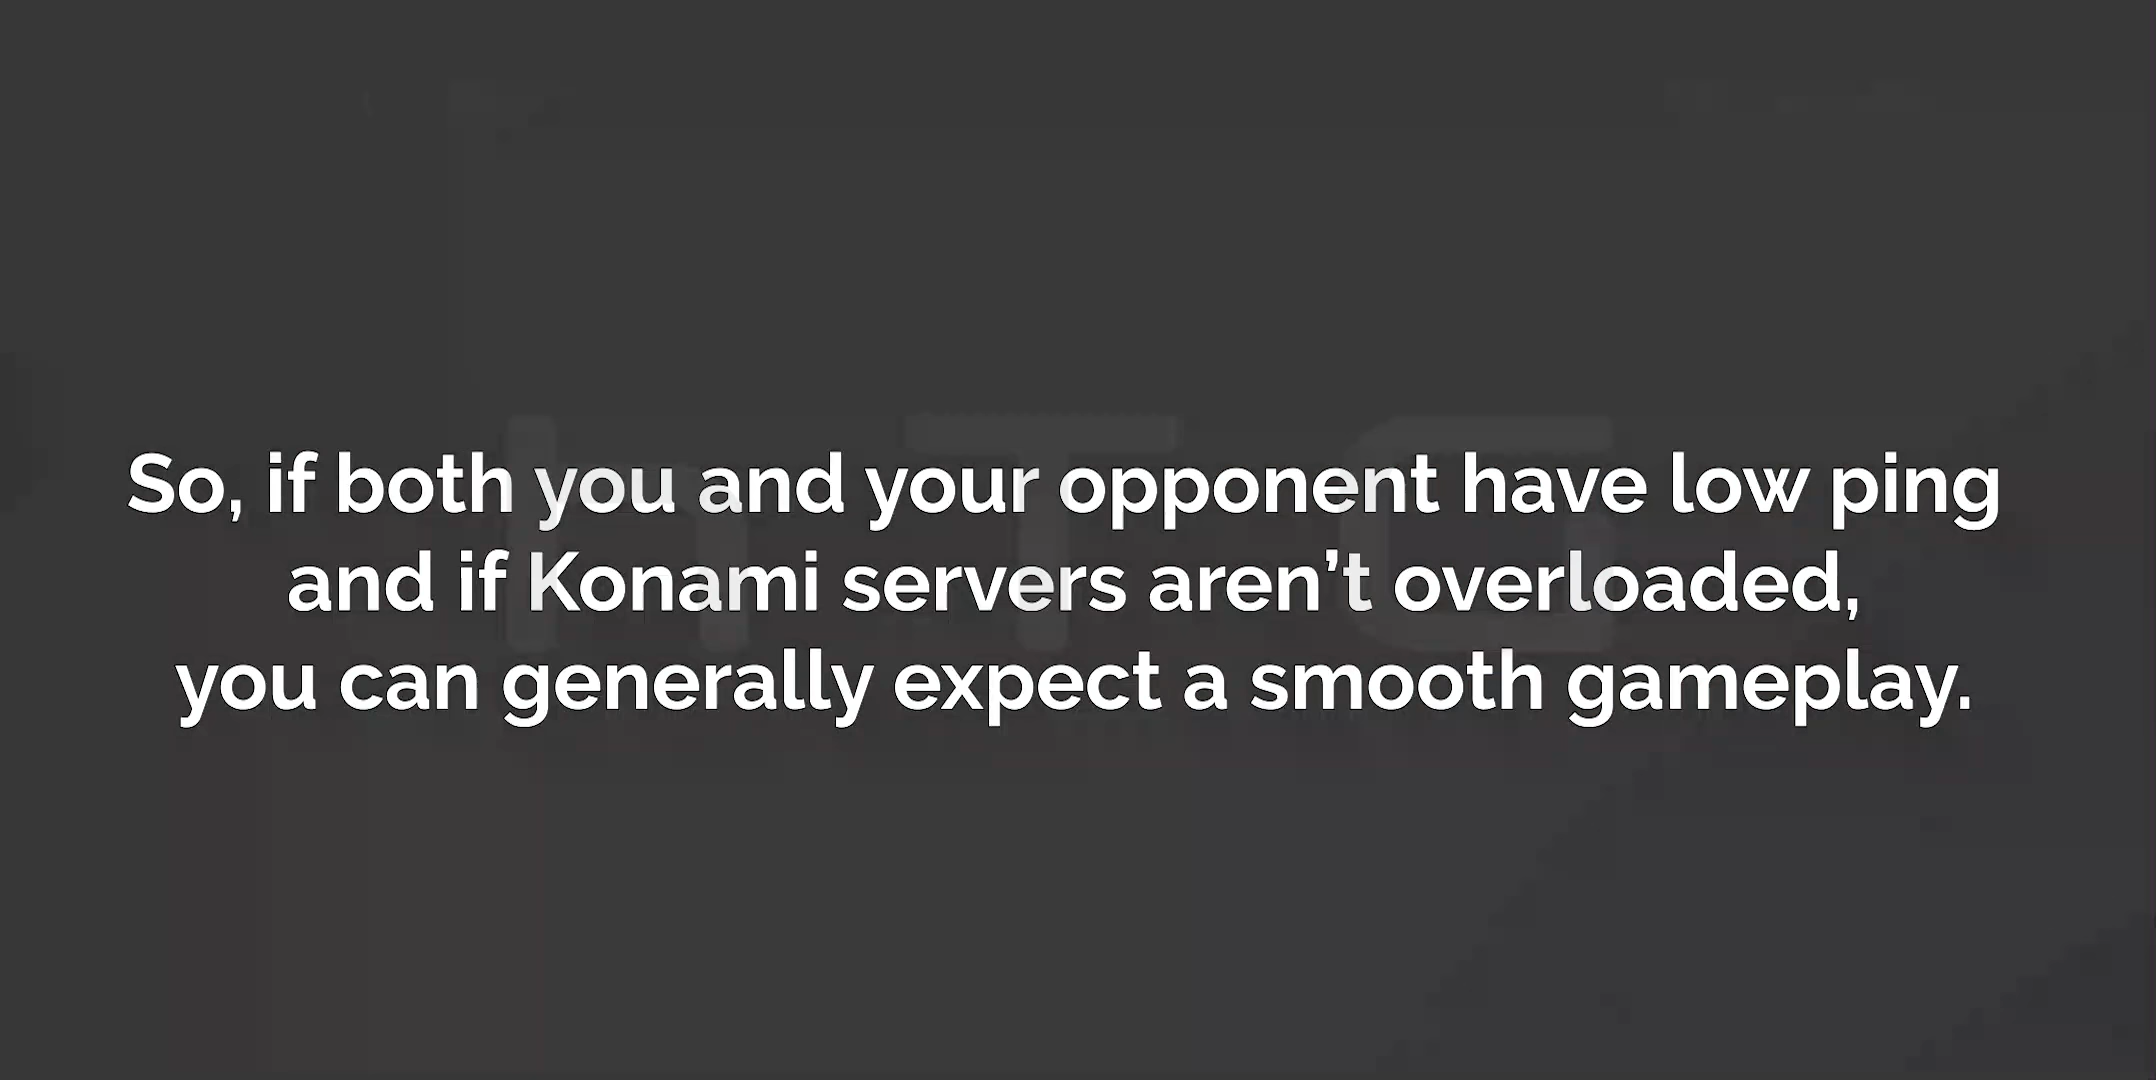 So, if both you and your opponent have low ping
and if Konami servers aren’t overloaded,
you can generally expect a smooth gameplay.
hTG